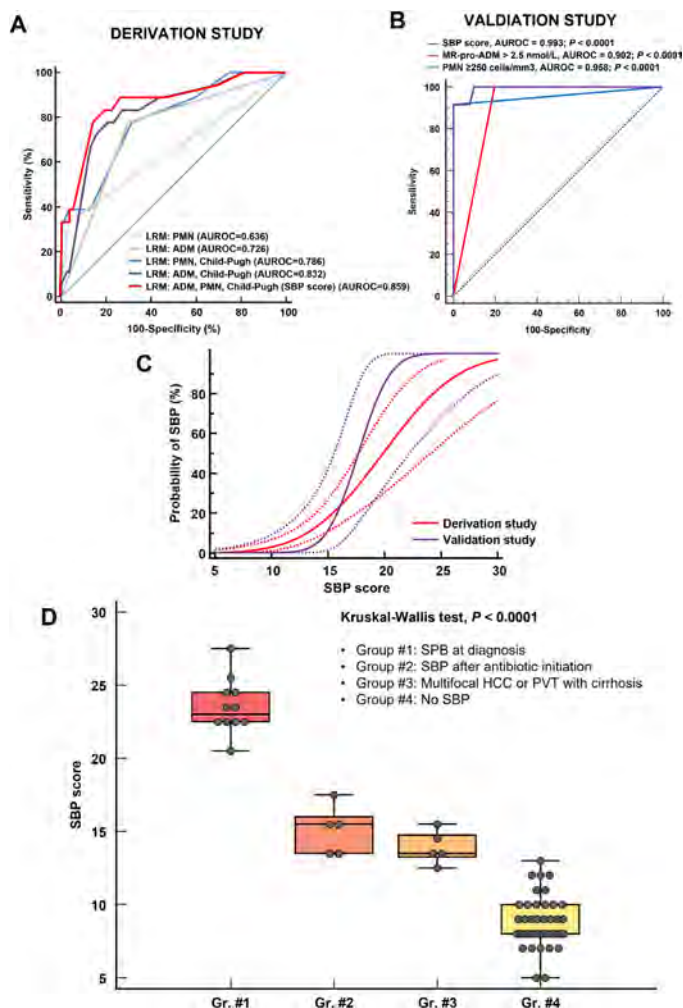 A
DERIVATION STUDY
100
80
60
40
20
0
Sensitivity (%)
LRM: PMN (AUROC=0.636)
LRM: ADM (AUROC=0.726)
LRM: PMN, Child-Pugh (AUROC=0.786)
LRM: ADM, Child-Pugh (AUROC=0.832)
LRM: ADM, PMN, Child-Pugh (SBP score) (AUROC=0.859)
0 20 40 60 80 100
100-Specificity (%)
B
VALDIATION STUDY
SBP score, AUROC = 0.993; P < 0.0001
MR-pro-ADM > 2.5 nmol/L, AUROC = 0.902; P < 0.0001
PMN ≥250 cells/mm3, AUROC = 0.958; P < 0.0001
100
80
60
40
20
0
Sensitivity
0 20 40 60 80 100
100-Specificity
C
80
60
40
20
0
Probability of SBP (%)
Derivation study
Validation study
5 10 15 20 25 30
SBP score
D
Kruskal-Wallis test, P < 0.0001
• Group #1: SPB at diagnosis
• Group #2: SBP after antibiotic initiation
• Group #3: Multifocal HCC or PVT with cirrhosis
• Group #4: No SBP
30
25
20
15
10
5
SBP score
Gr. #1 Gr. #2 Gr. #3 Gr. #4